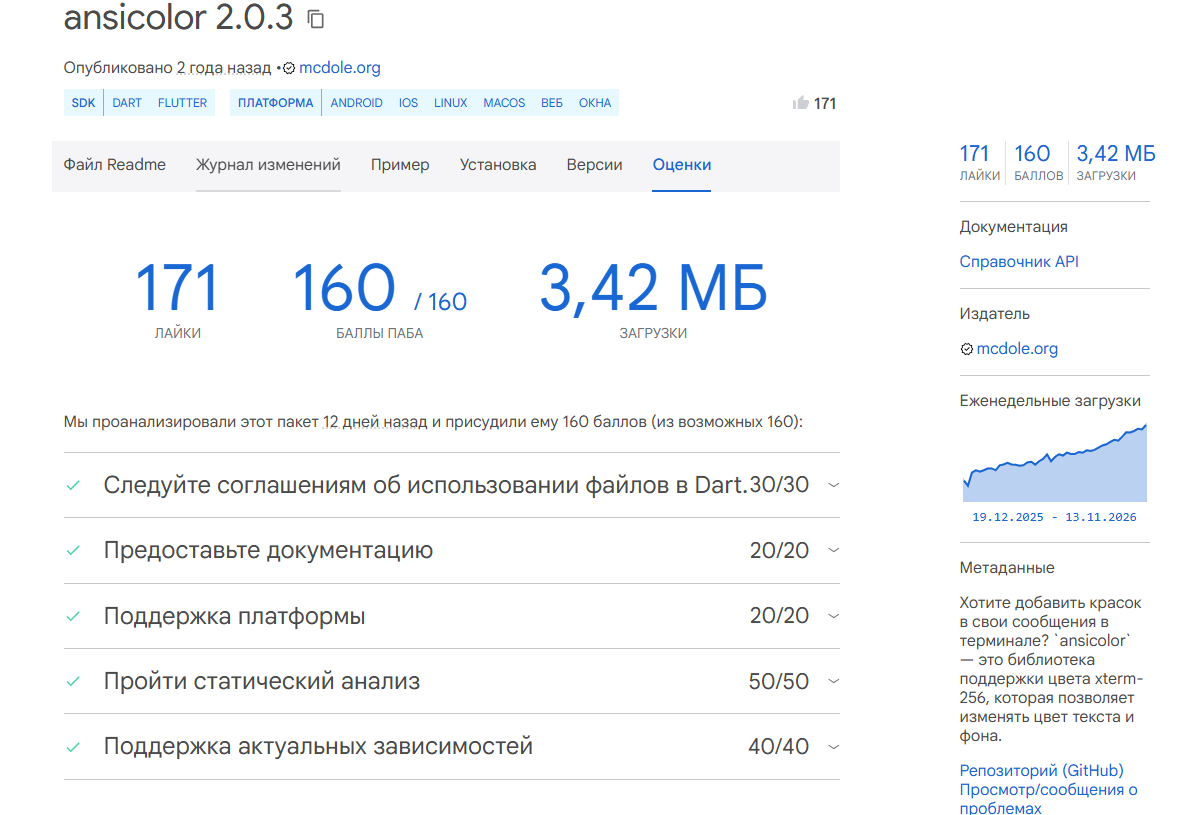 ansicolor 2.0.3
Опубликовано 2 года назад • mcdole.org
SDK DART FLUTTER ПЛАТФОРМА ANDROID IOS LINUX MACOS ВЕБ ОКНА 171
Файл Readme Журнал изменений Пример Установка Версии Оценки
171 160 / 160 3,42 МБ
ЛАЙКИ БАЛЛЫ ПАБА ЗАГРУЗКИ
Мы проанализировали этот пакет 12 дней назад и присудили ему 160 баллов (из возможных 160):
Следуйте соглашениям об использовании файлов в Dart. 30/30
Предоставьте документацию 20/20
Поддержка платформы 20/20
Пройти статический анализ 50/50
Поддержка актуальных зависимостей 40/40
171 160 3,42 МБ
ЛАЙКИ БАЛЛОВ ЗАГРУЗКИ
Документация
Справочник API
Издатель
mcdole.org
Еженедельные загрузки
19.12.2025 - 13.11.2026
Метаданные
Хотите добавить красок
в свои сообщения в
терминале? `ansicolor`
— это библиотека
поддержки цвета xterm-
256, которая позволяет
изменять цвет текста и
фона.
Репозиторий (GitHub)
Просмотр/сообщения о
проблемах